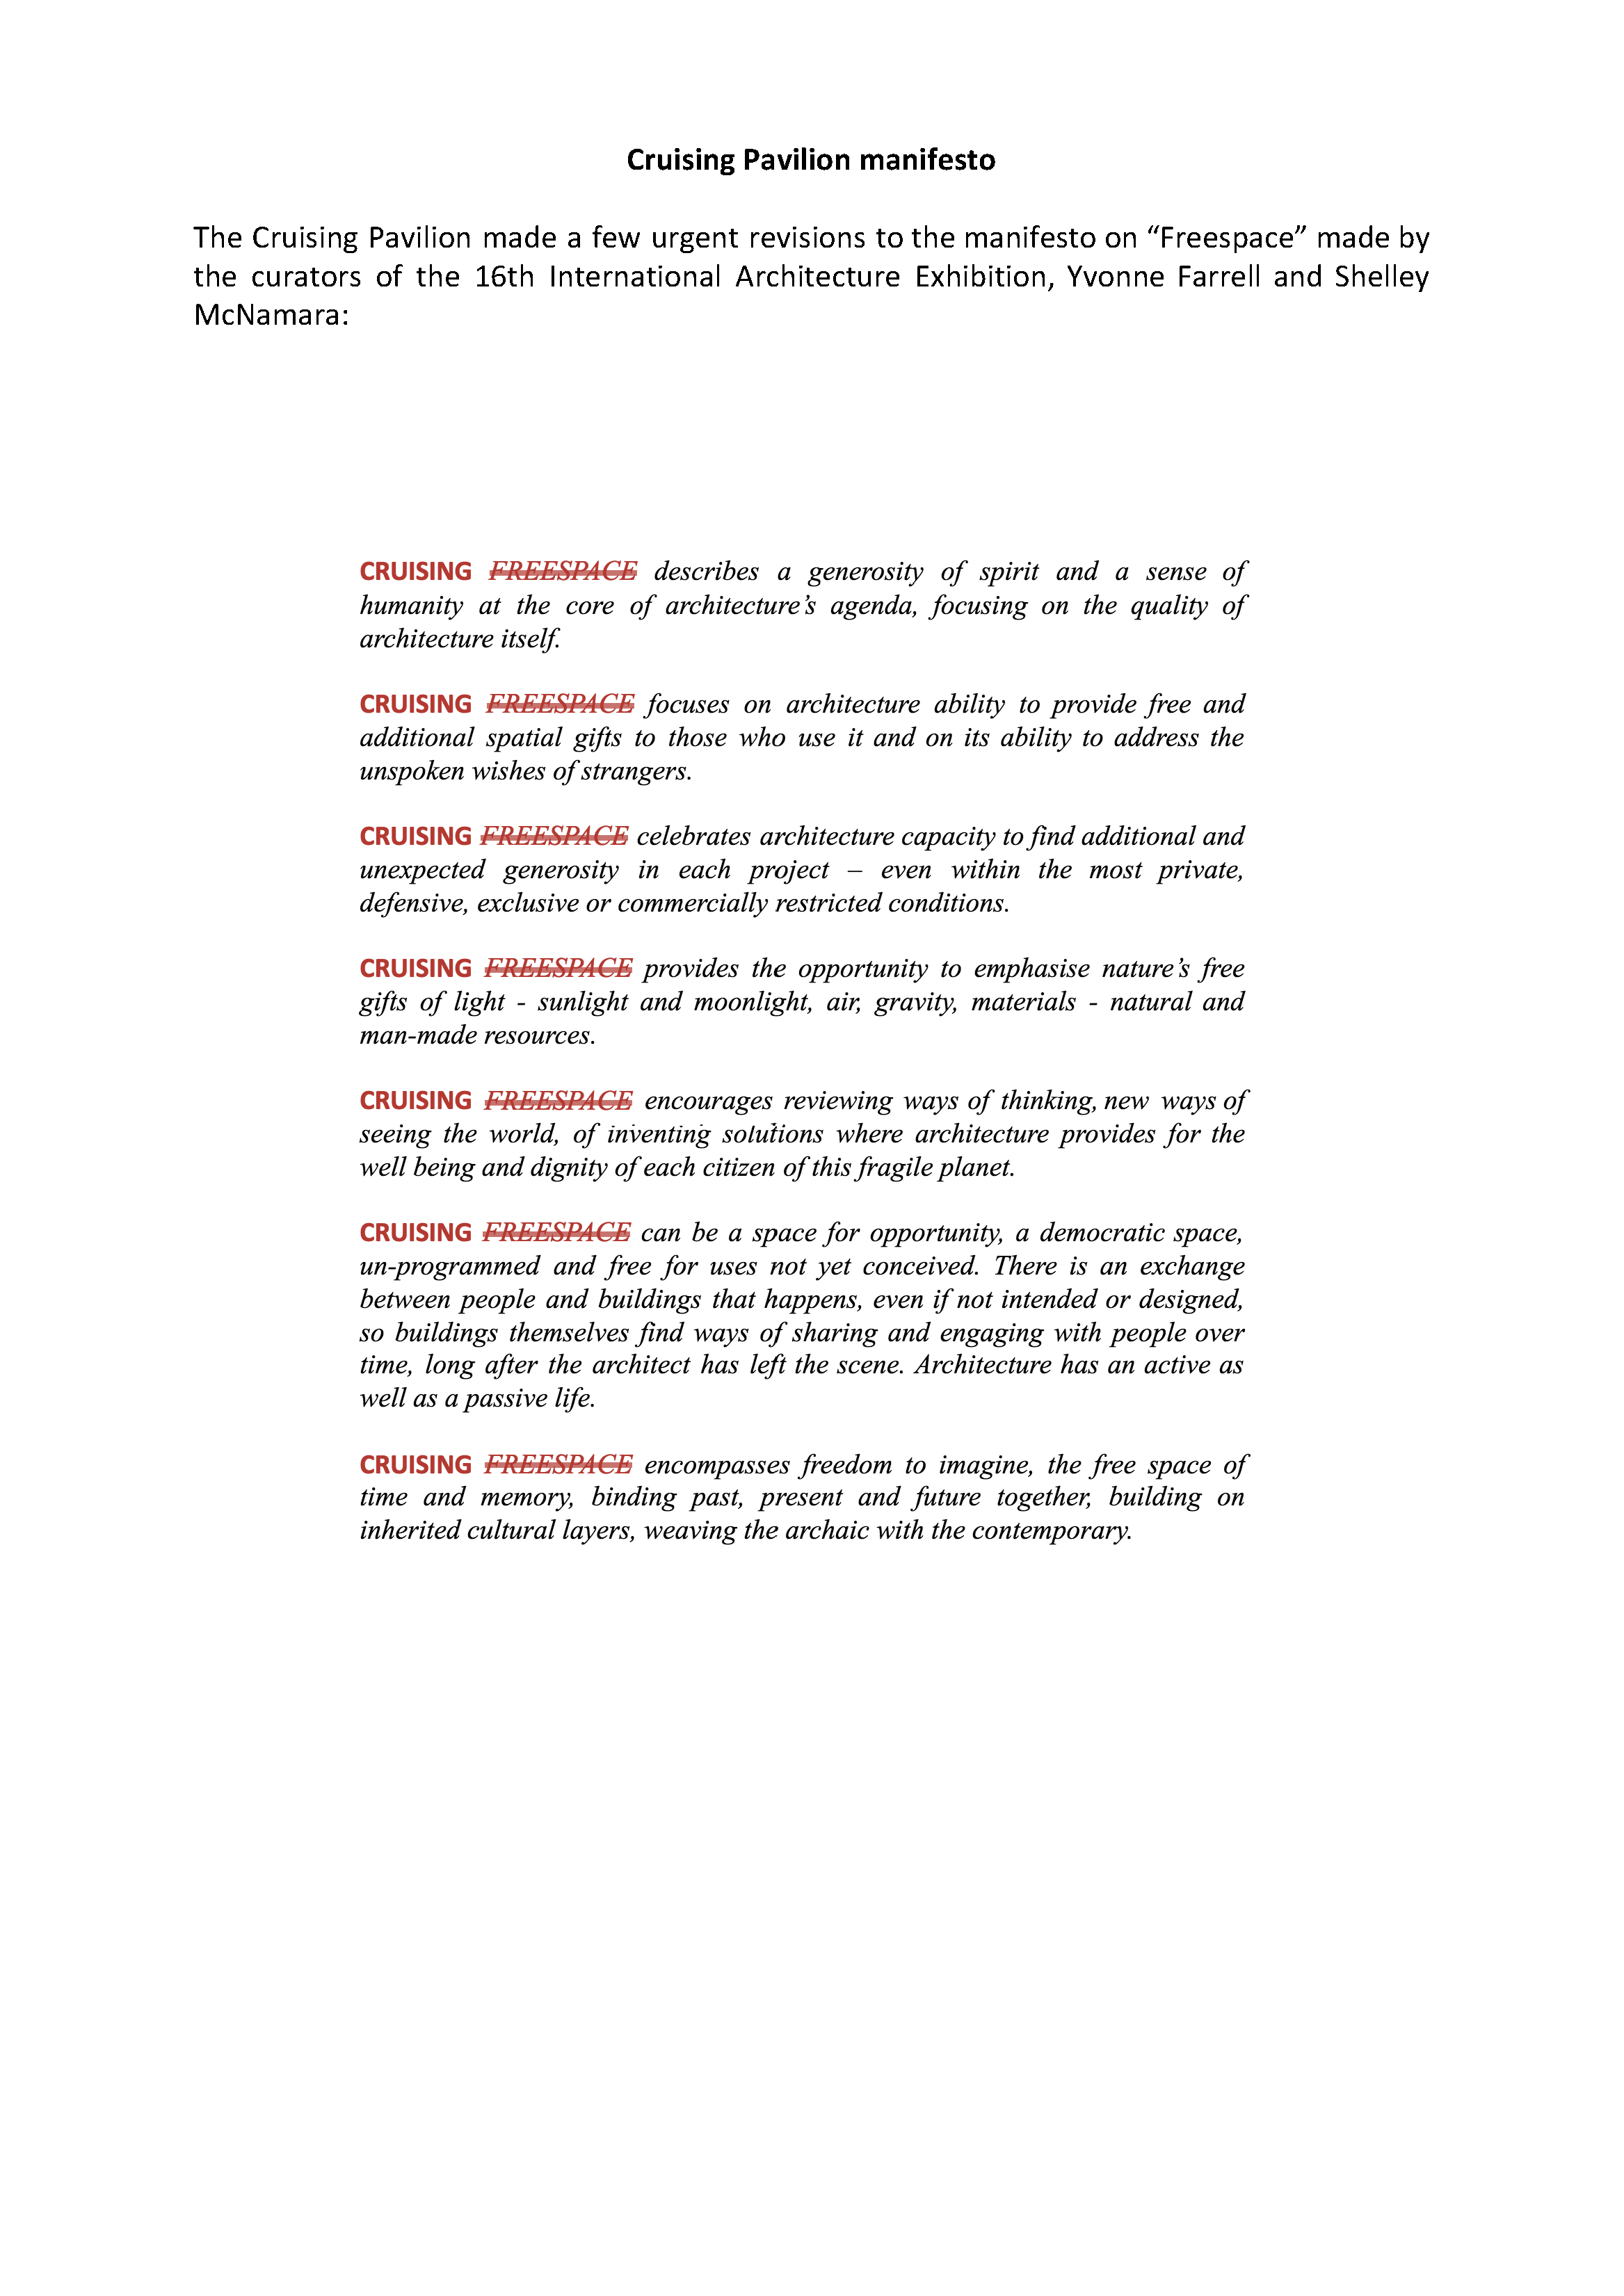 Cruising Pavilion manifesto
The Cruising Pavilion made a few urgent revisions to the manifesto on “Freespace” made by
the curators of the 16th International Architecture Exhibition, Yvonne Farrell and Shelley
McNamara:
CRUISING FREESPACE describes a generosity of spirit and a sense of
humanity at the core of architecture’s agenda, focusing on the quality of
architecture itself.
CRUISING FREESPACE focuses on architecture ability to provide free and
additional spatial gifts to those who use it and on its ability to address the
unspoken wishes of strangers.
CRUISING FREESPACE celebrates architecture capacity to find additional and
unexpected generosity in each project – even within the most private,
defensive, exclusive or commercially restricted conditions.
CRUISING FREESPACE provides the opportunity to emphasise nature’s free
gifts of light - sunlight and moonlight, air, gravity, materials - natural and
man-made resources.
CRUISING FREESPACE encourages reviewing ways of thinking, new ways of
seeing the world, of inventing solutions where architecture provides for the
well being and dignity of each citizen of this fragile planet.
CRUISING FREESPACE can be a space for opportunity, a democratic space,
un-programmed and free for uses not yet conceived. There is an exchange
between people and buildings that happens, even if not intended or designed,
so buildings themselves find ways of sharing and engaging with people over
time, long after the architect has left the scene. Architecture has an active as
well as a passive life.
CRUISING FREESPACE encompasses freedom to imagine, the free space of
time and memory, binding past, present and future together, building on
inherited cultural layers, weaving the archaic with the contemporary.